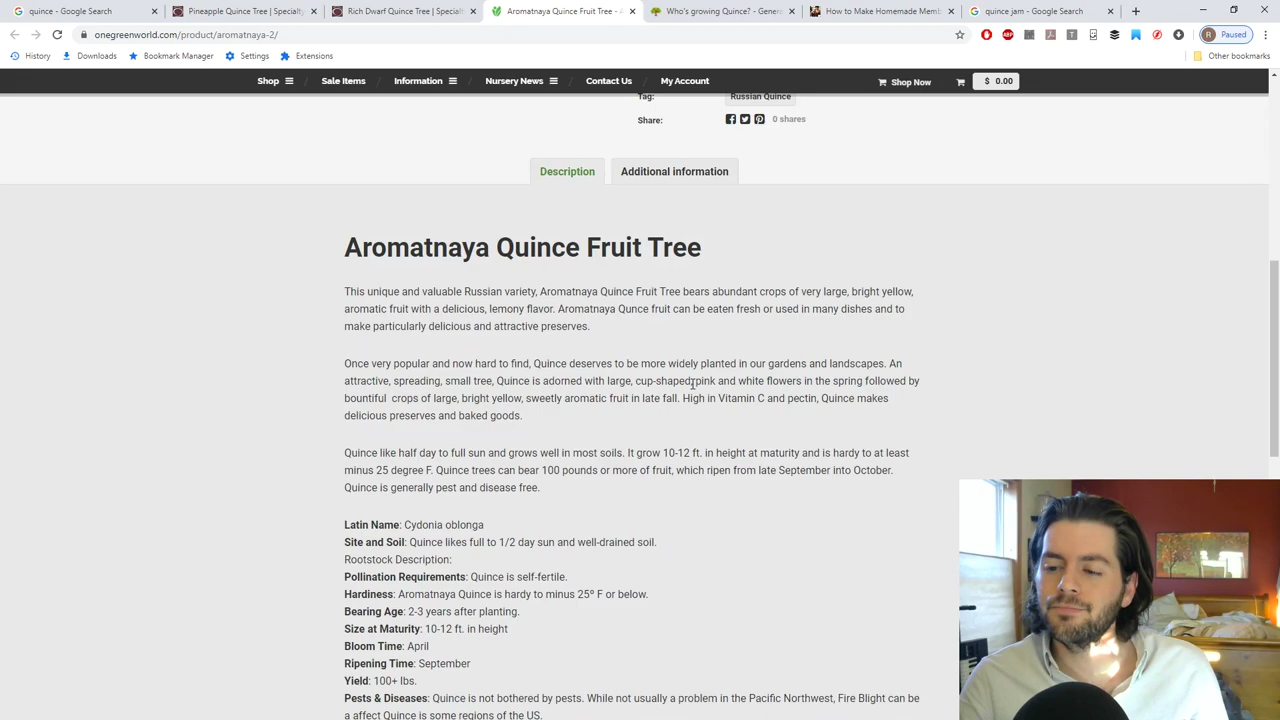 quince - Google Search
Pineapple Quince Tree | Specialty
Rich Dwarf Quince Tree | Specialt
Aromatnaya Quince Fruit Tree - A
Who's growing Quince? - Genera
How to Make Homemade Memb
quince jam - Google Search
onegreenworld.com/product/aromatnaya-2/
R Paused
History Downloads Bookmark Manager Settings Extensions Other bookmarks
Shop Sale Items Information Nursery News Contact Us My Account Shop Now $ 0.00
Tag: Russian Quince
Share: 0 shares
Description Additional information
Aromatnaya Quince Fruit Tree
This unique and valuable Russian variety, Aromatnaya Quince Fruit Tree bears abundant crops of very large, bright yellow,
aromatic fruit with a delicious, lemony flavor. Aromatnaya Qunce fruit can be eaten fresh or used in many dishes and to
make particularly delicious and attractive preserves.
Once very popular and now hard to find, Quince deserves to be more widely planted in our gardens and landscapes. An
attractive, spreading, small tree, Quince is adorned with large, cup-shaped pink and white flowers in the spring followed by
bountiful crops of large, bright yellow, sweetly aromatic fruit in late fall. High in Vitamin C and pectin, Quince makes
delicious preserves and baked goods.
Quince like half day to full sun and grows well in most soils. It grow 10-12 ft. in height at maturity and is hardy to at least
minus 25 degree F. Quince trees can bear 100 pounds or more of fruit, which ripen from late September into October.
Quince is generally pest and disease free.
Latin Name: Cydonia oblonga
Site and Soil: Quince likes full to 1/2 day sun and well-drained soil.
Rootstock Description:
Pollination Requirements: Quince is self-fertile.
Hardiness: Aromatnaya Quince is hardy to minus 25º F or below.
Bearing Age: 2-3 years after planting.
Size at Maturity: 10-12 ft. in height
Bloom Time: April
Ripening Time: September
Yield: 100+ lbs.
Pests & Diseases: Quince is not bothered by pests. While not usually a problem in the Pacific Northwest, Fire Blight can be
a affect Quince is some regions of the US.